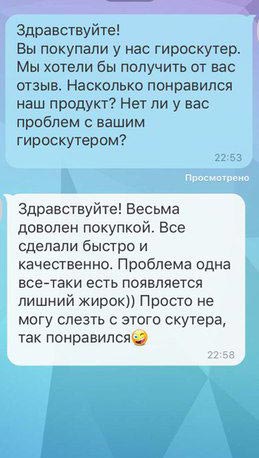 Здравствуйте!
Вы покупали у нас гироскутер.
Мы хотели бы получить от вас
отзыв. Насколько понравился
наш продукт? Нет ли у вас
проблем с вашим
гироскутером?
22:53
Просмотрено
Здравствуйте! Весьма
доволен покупкой. Все
сделали быстро и
качественно. Проблема одна
все-таки есть появляется
лишний жирок)) Просто не
могу слезть с этого скутера,
так понравился😜
22:58